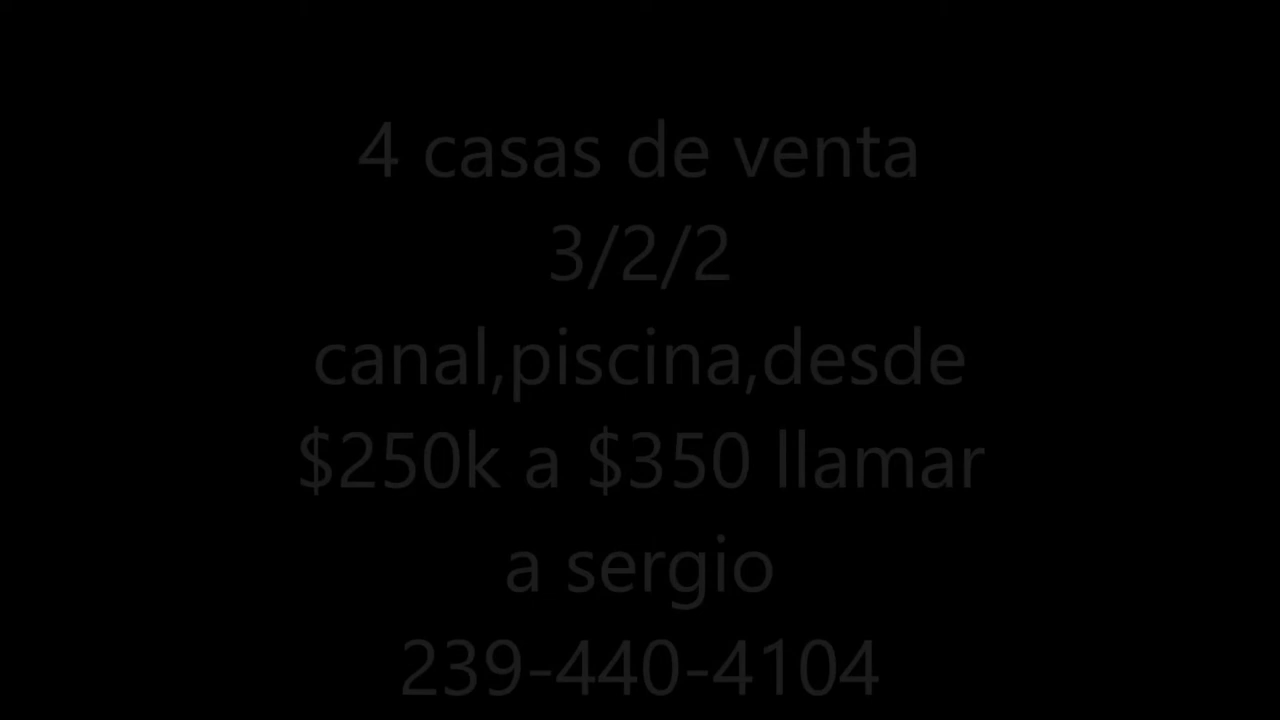 4 casas de venta
3/2/2
canal,piscina,desde
$250k a $350 llamar
a sergio
239-440-4104